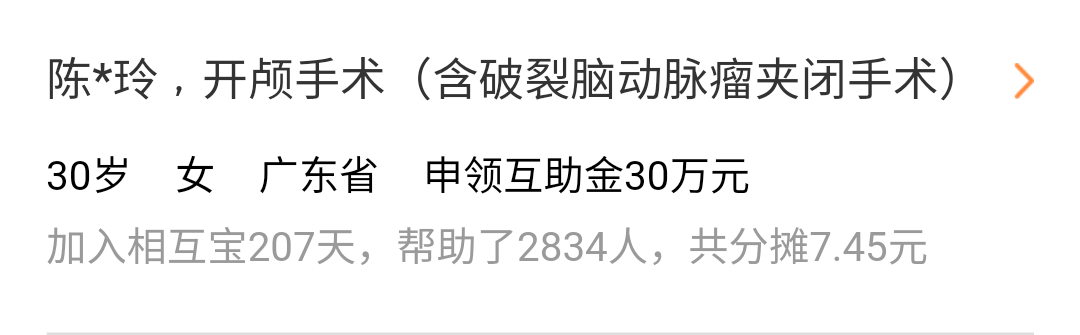 陈*玲，开颅手术（含破裂脑动脉瘤夹闭手术）
30岁 女 广东省 申领互助金30万元
加入相互宝207天，帮助了2834人，共分摊7.45元